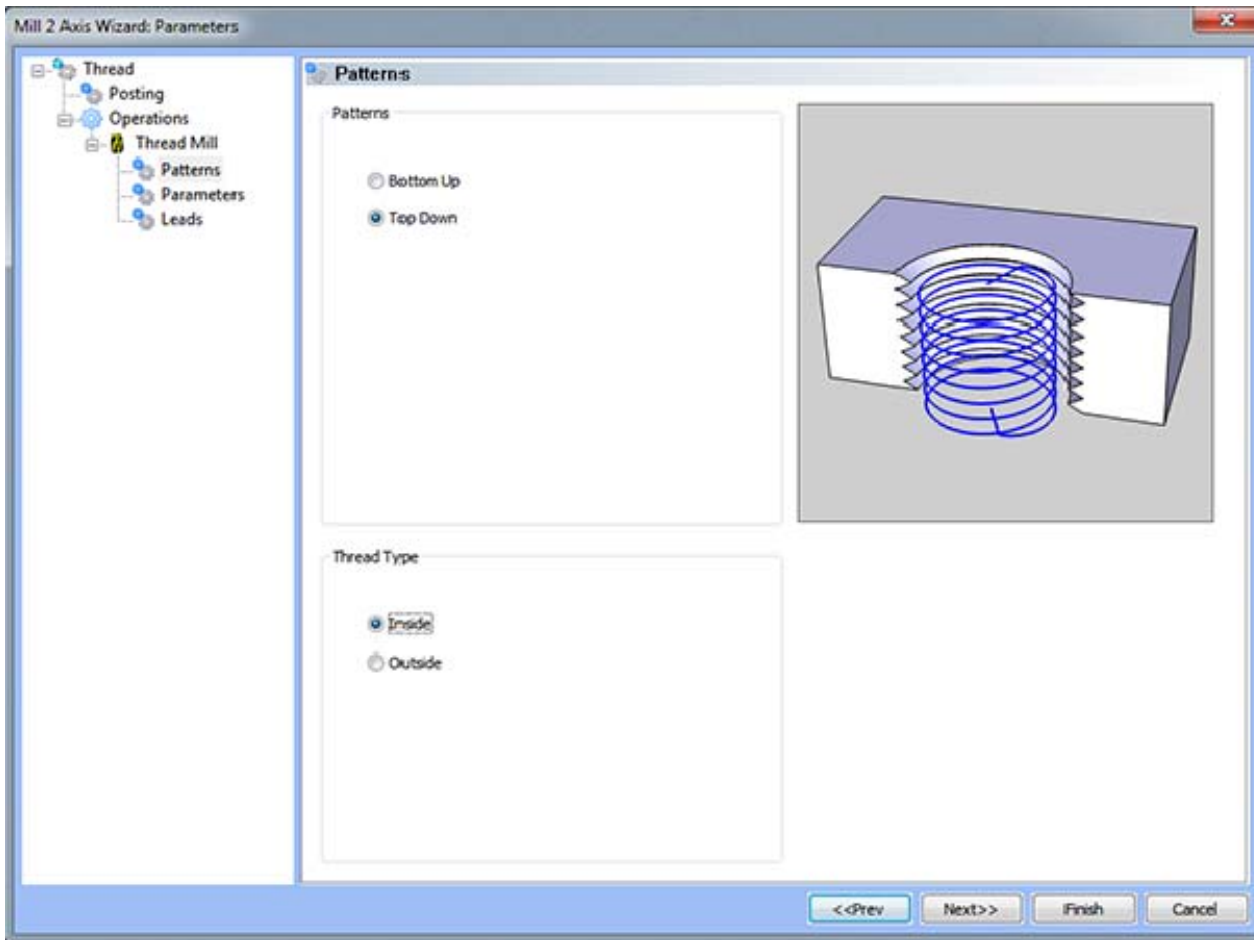 Mill 2 Axis Wizard: Parameters
Thread
Posting
Operations
Thread Mill
Patterns
Parameters
Leads
Patterns
Patterns
Bottom Up
Top Down
Thread Type
Inside
Outside
<<Prev
Next>>
Finish
Cancel